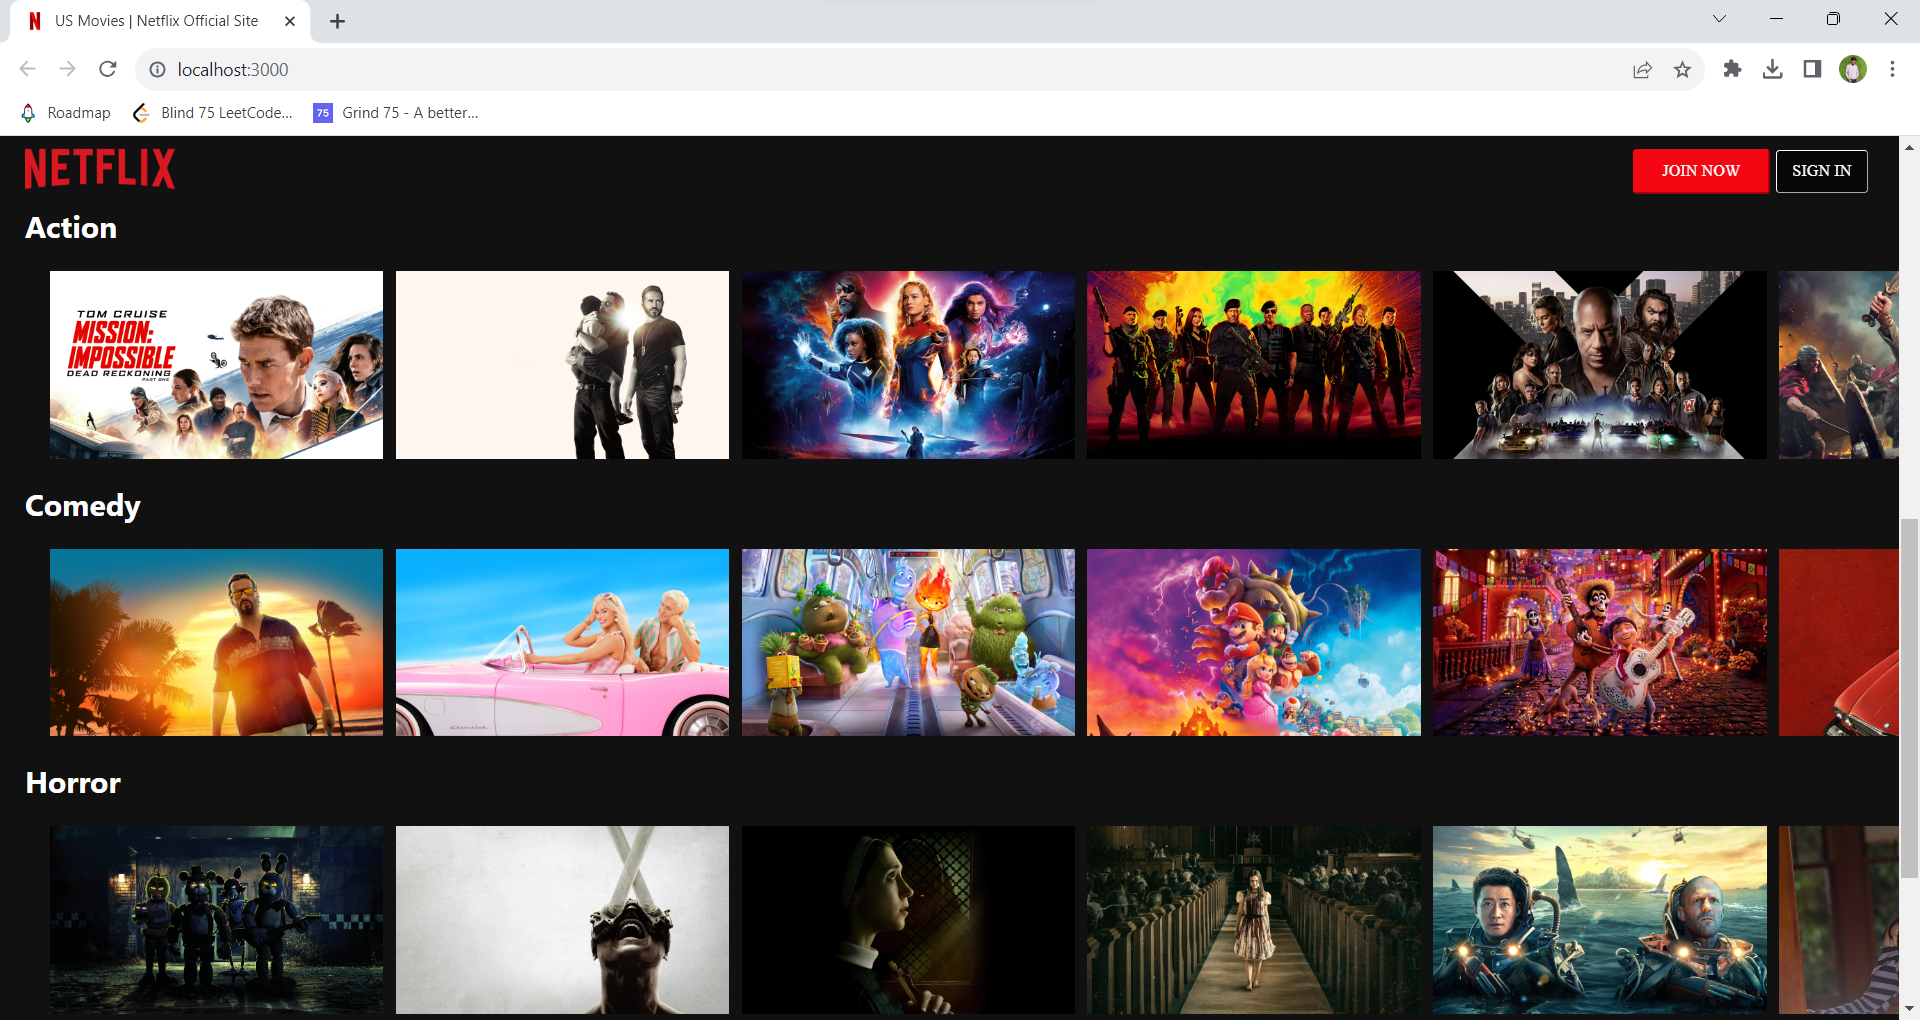 US Movies | Netflix Official Site
localhost:3000
Roadmap
Blind 75 LeetCode...
75
Grind 75 - A better...
NETFLIX
JOIN NOW
SIGN IN
Action
TOM CRUISE
MISSION:
IMPOSSIBLE
DEAD RECKONING
PART ONE
Comedy
Horror